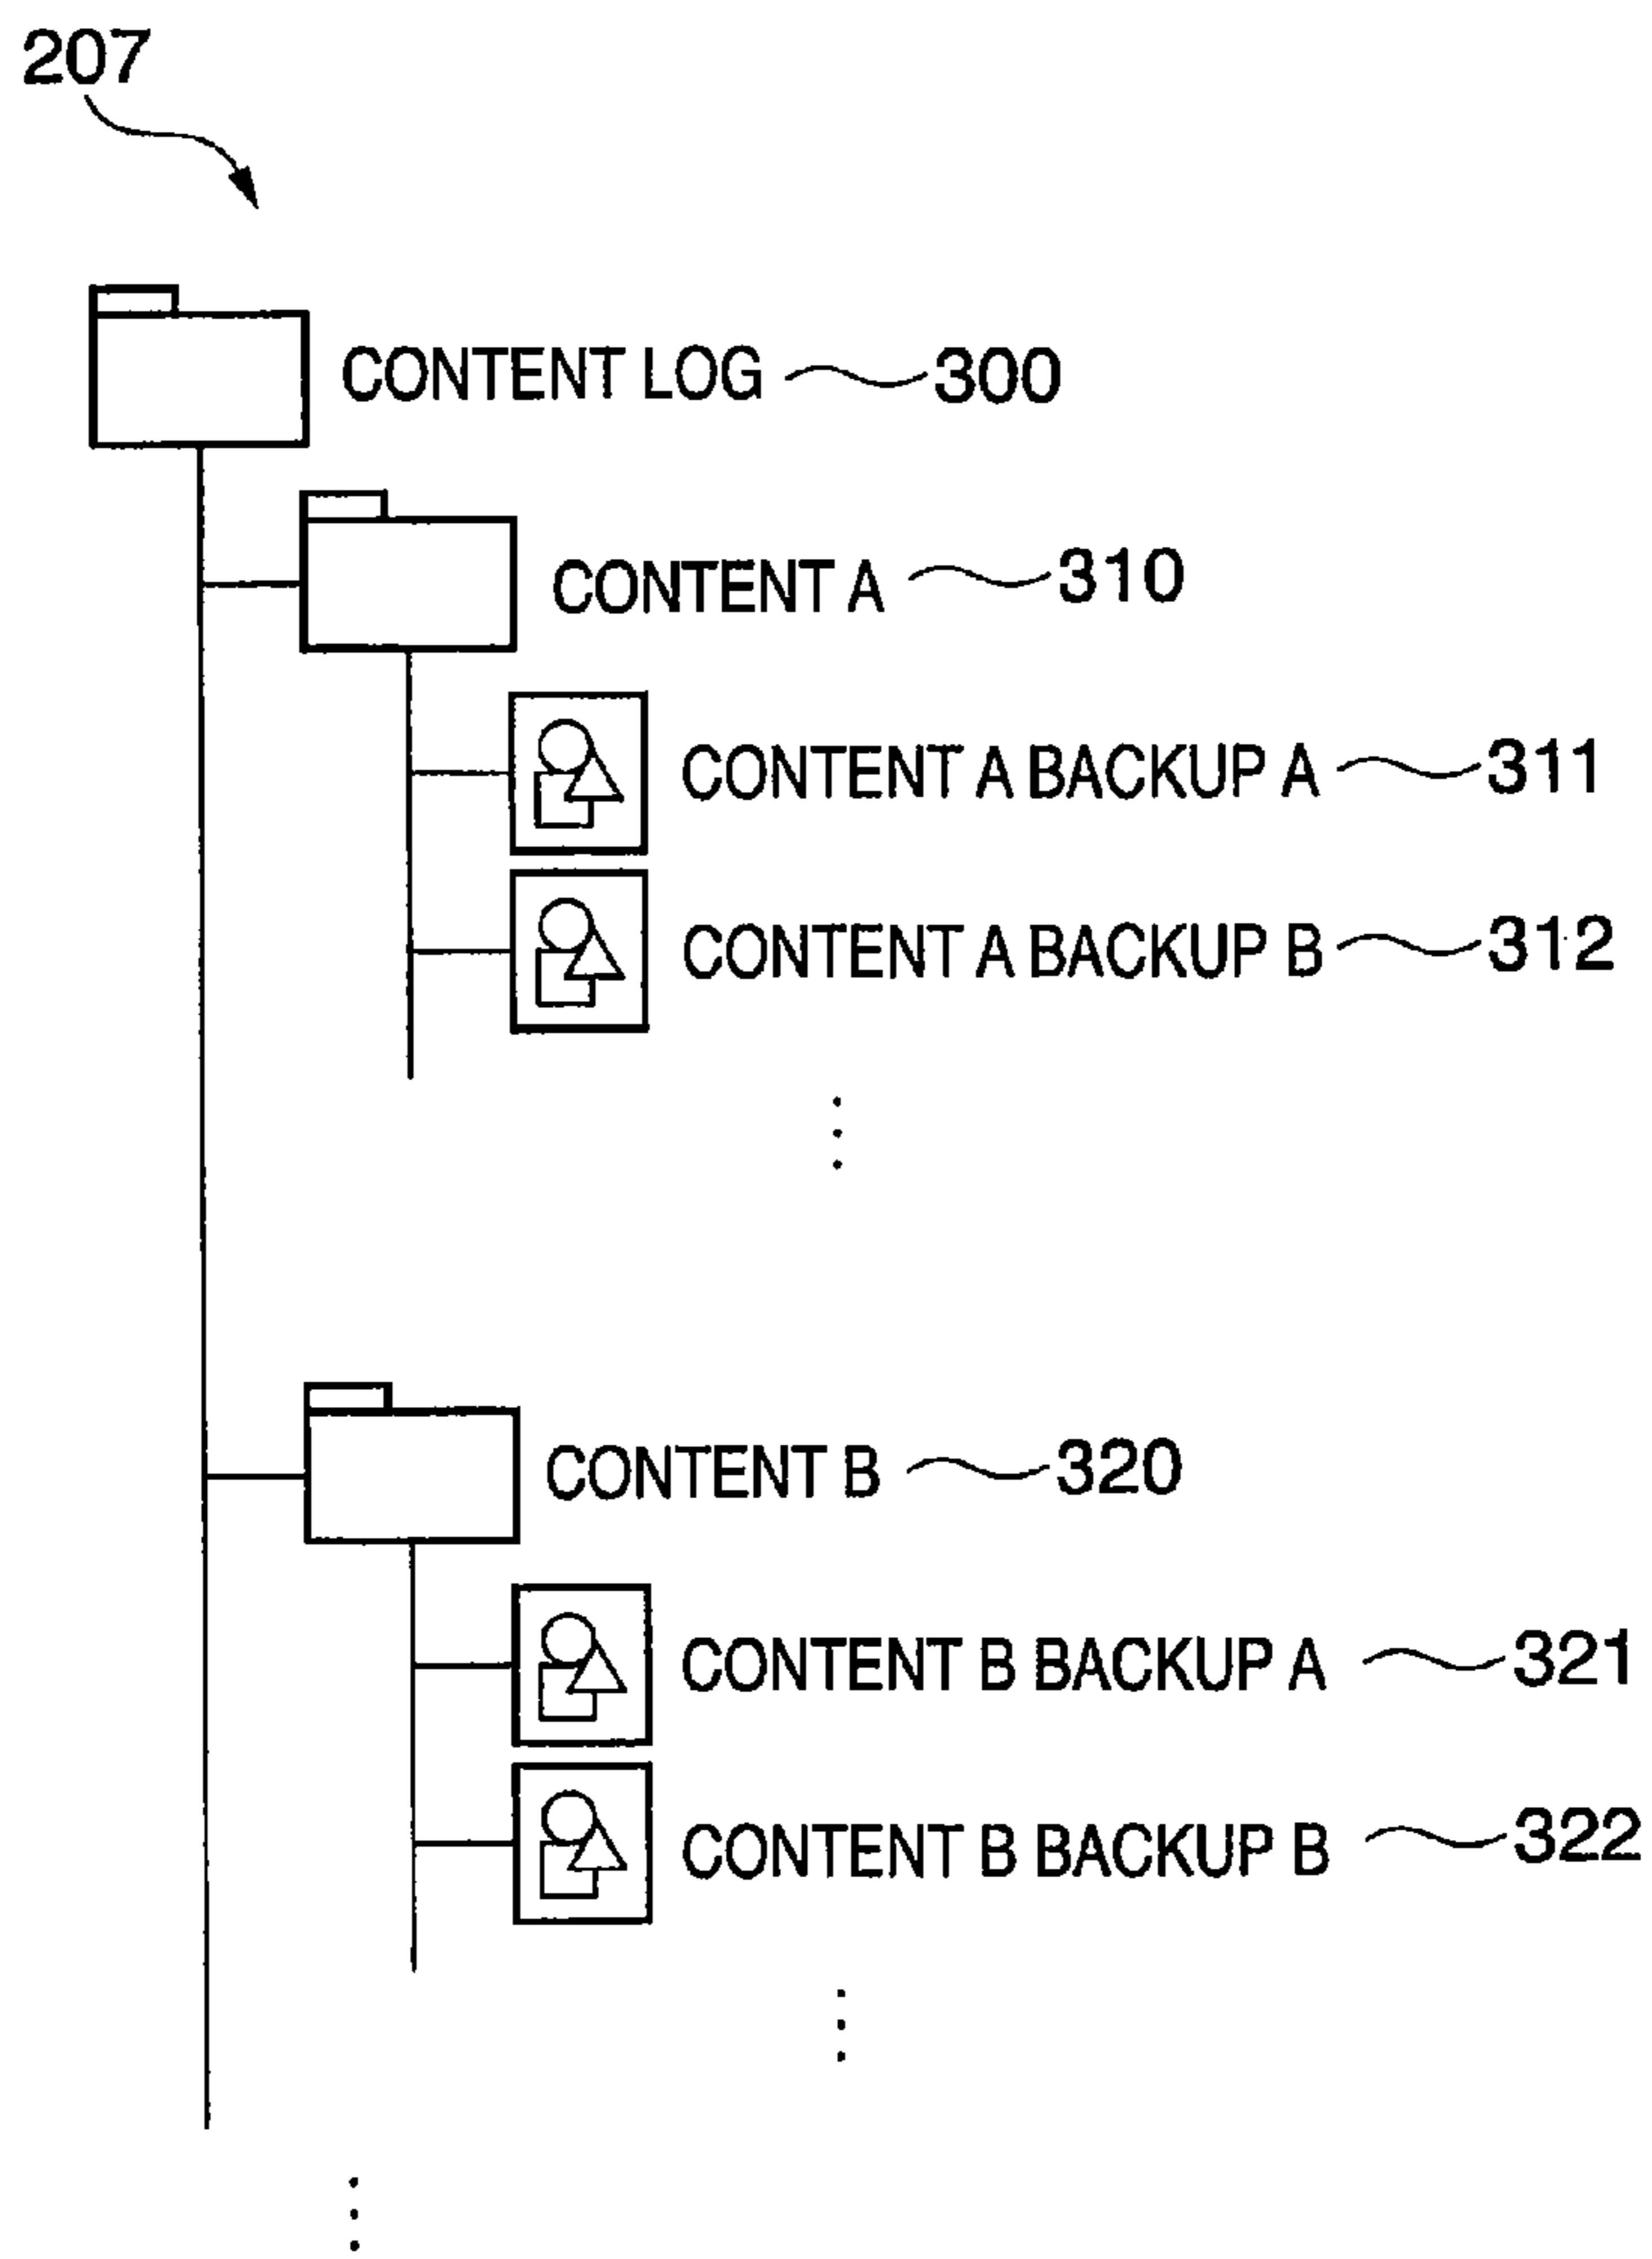 207
CONTENT LOG 300
CONTENT A 310
CONTENT A BACKUP A 311
CONTENT A BACKUP B 312
CONTENT B 320
CONTENT B BACKUP A 321
CONTENT B BACKUP B 322